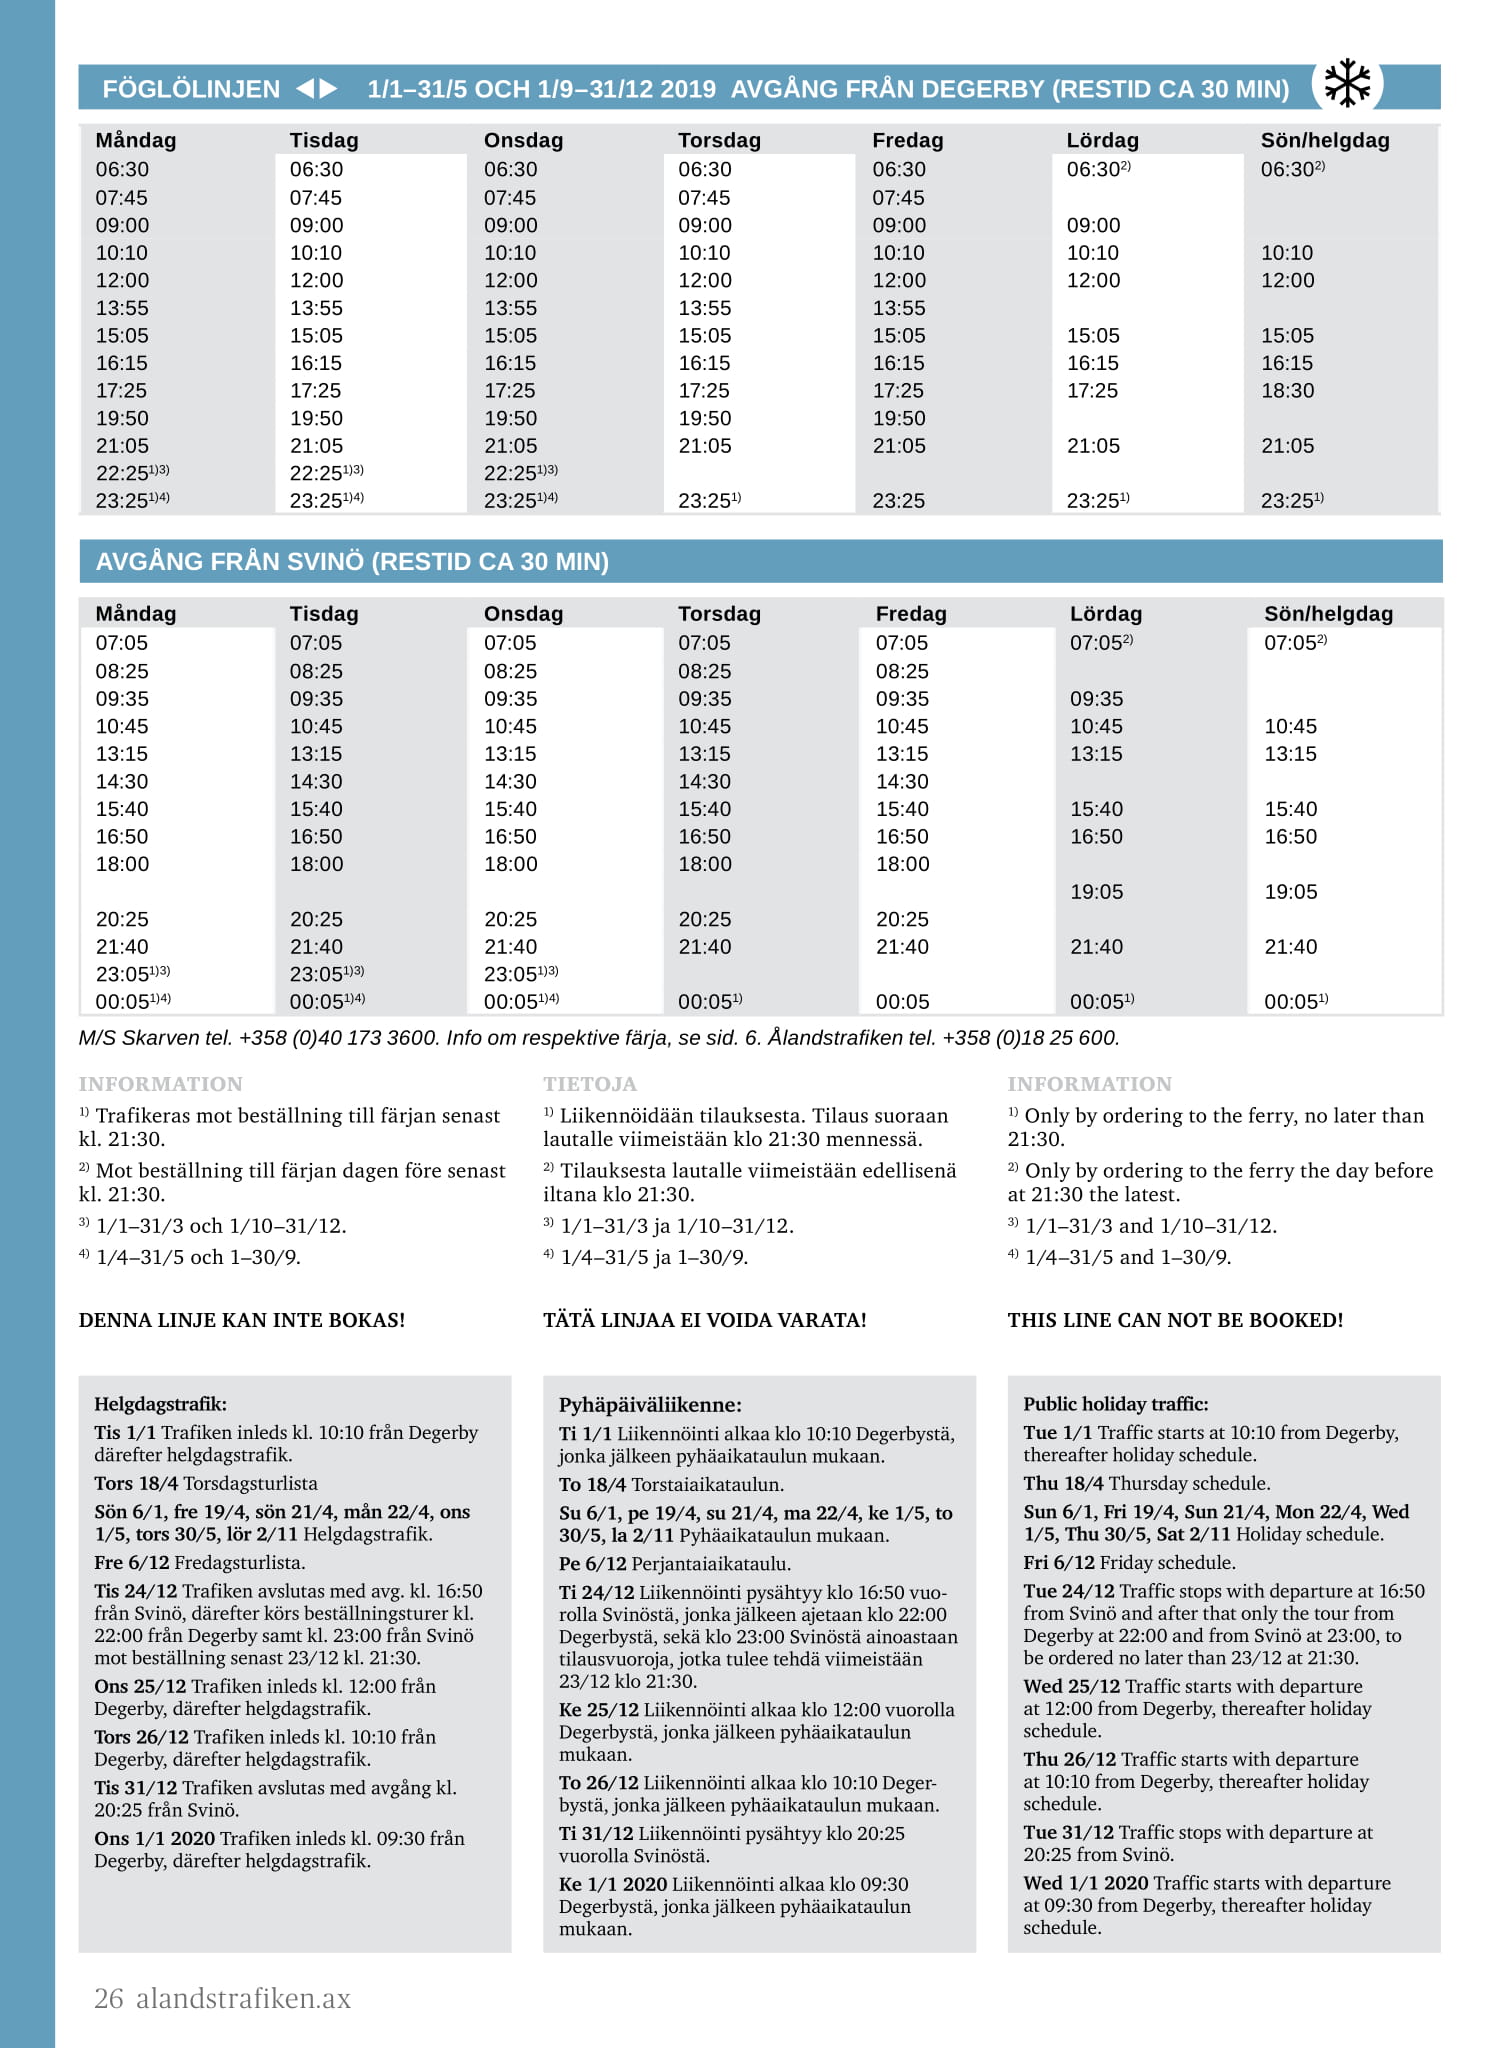 FÖGLÖLINJEN ◀▶ 1/1–31/5 OCH 1/9–31/12 2019 AVGÅNG FRÅN DEGERBY (RESTID CA 30 MIN)
Måndag Tisdag Onsdag Torsdag Fredag Lördag Sön/helgdag
06:30 06:30 06:30 06:30 06:30 06:30²⁾ 06:30²⁾
07:45 07:45 07:45 07:45 07:45
09:00 09:00 09:00 09:00 09:00 09:00
10:10 10:10 10:10 10:10 10:10 10:10 10:10
12:00 12:00 12:00 12:00 12:00 12:00 12:00
13:55 13:55 13:55 13:55 13:55
15:05 15:05 15:05 15:05 15:05 15:05 15:05
16:15 16:15 16:15 16:15 16:15 16:15 16:15
17:25 17:25 17:25 17:25 17:25 17:25 18:30
19:50 19:50 19:50 19:50 19:50
21:05 21:05 21:05 21:05 21:05 21:05 21:05
22:25¹⁾³⁾ 22:25¹⁾³⁾ 22:25¹⁾³⁾
23:25¹⁾⁴⁾ 23:25¹⁾⁴⁾ 23:25¹⁾⁴⁾ 23:25¹⁾ 23:25 23:25¹⁾ 23:25¹⁾
AVGÅNG FRÅN SVINÖ (RESTID CA 30 MIN)
Måndag Tisdag Onsdag Torsdag Fredag Lördag Sön/helgdag
07:05 07:05 07:05 07:05 07:05 07:05²⁾ 07:05²⁾
08:25 08:25 08:25 08:25 08:25
09:35 09:35 09:35 09:35 09:35 09:35
10:45 10:45 10:45 10:45 10:45 10:45 10:45
13:15 13:15 13:15 13:15 13:15 13:15 13:15
14:30 14:30 14:30 14:30 14:30
15:40 15:40 15:40 15:40 15:40 15:40 15:40
16:50 16:50 16:50 16:50 16:50 16:50 16:50
18:00 18:00 18:00 18:00 18:00
19:05 19:05
20:25 20:25 20:25 20:25 20:25
21:40 21:40 21:40 21:40 21:40 21:40 21:40
23:05¹⁾³⁾ 23:05¹⁾³⁾ 23:05¹⁾³⁾
00:05¹⁾⁴⁾ 00:05¹⁾⁴⁾ 00:05¹⁾⁴⁾ 00:05¹⁾ 00:05 00:05¹⁾ 00:05¹⁾
M/S Skarven tel. +358 (0)40 173 3600. Info om respektive färja, se sid. 6. Ålandstrafiken tel. +358 (0)18 25 600.
INFORMATION
¹⁾ Trafikeras mot beställning till färjan senast
kl. 21:30.
²⁾ Mot beställning till färjan dagen före senast
kl. 21:30.
³⁾ 1/1–31/3 och 1/10–31/12.
⁴⁾ 1/4–31/5 och 1–30/9.
DENNA LINJE KAN INTE BOKAS!
TIETOJA
¹⁾ Liikennöidään tilauksesta. Tilaus suoraan
lautalle viimeistään klo 21:30 mennessä.
²⁾ Tilauksesta lautalle viimeistään edellisenä
iltana klo 21:30.
³⁾ 1/1–31/3 ja 1/10–31/12.
⁴⁾ 1/4–31/5 ja 1–30/9.
TÄTÄ LINJAA EI VOIDA VARATA!
INFORMATION
¹⁾ Only by ordering to the ferry, no later than
21:30.
²⁾ Only by ordering to the ferry the day before
at 21:30 the latest.
³⁾ 1/1–31/3 and 1/10–31/12.
⁴⁾ 1/4–31/5 and 1–30/9.
THIS LINE CAN NOT BE BOOKED!
Helgdagstrafik:
Tis 1/1 Trafiken inleds kl. 10:10 från Degerby
därefter helgdagstrafik.
Tors 18/4 Torsdagsturlista
Sön 6/1, fre 19/4, sön 21/4, mån 22/4, ons
1/5, tors 30/5, lör 2/11 Helgdagstrafik.
Fre 6/12 Fredagsturlista.
Tis 24/12 Trafiken avslutas med avg. kl. 16:50
från Svinö, därefter körs beställningsturer kl.
22:00 från Degerby samt kl. 23:00 från Svinö
mot beställning senast 23/12 kl. 21:30.
Ons 25/12 Trafiken inleds kl. 12:00 från
Degerby, därefter helgdagstrafik.
Tors 26/12 Trafiken inleds kl. 10:10 från
Degerby, därefter helgdagstrafik.
Tis 31/12 Trafiken avslutas med avgång kl.
20:25 från Svinö.
Ons 1/1 2020 Trafiken inleds kl. 09:30 från
Degerby, därefter helgdagstrafik.
Pyhäpäiväliikenne:
Ti 1/1 Liikennöinti alkaa klo 10:10 Degerbystä,
jonka jälkeen pyhäaikataulun mukaan.
To 18/4 Torstaiaikataulun.
Su 6/1, pe 19/4, su 21/4, ma 22/4, ke 1/5, to
30/5, la 2/11 Pyhäaikataulun mukaan.
Pe 6/12 Perjantaiaikataulu.
Ti 24/12 Liikennöinti pysähtyy klo 16:50 vuo-
rolla Svinöstä, jonka jälkeen ajetaan klo 22:00
Degerbystä, sekä klo 23:00 Svinöstä ainoastaan
tilausvuoroja, jotka tulee tehdä viimeistään
23/12 klo 21:30.
Ke 25/12 Liikennöinti alkaa klo 12:00 vuorolla
Degerbystä, jonka jälkeen pyhäaikataulun
mukaan.
To 26/12 Liikennöinti alkaa klo 10:10 Deger-
bystä, jonka jälkeen pyhäaikataulun mukaan.
Ti 31/12 Liikennöinti pysähtyy klo 20:25
vuorolla Svinöstä.
Ke 1/1 2020 Liikennöinti alkaa klo 09:30
Degerbystä, jonka jälkeen pyhäaikataulun
mukaan.
Public holiday traffic:
Tue 1/1 Traffic starts at 10:10 from Degerby,
thereafter holiday schedule.
Thu 18/4 Thursday schedule.
Sun 6/1, Fri 19/4, Sun 21/4, Mon 22/4, Wed
1/5, Thu 30/5, Sat 2/11 Holiday schedule.
Fri 6/12 Friday schedule.
Tue 24/12 Traffic stops with departure at 16:50
from Svinö and after that only the tour from
Degerby at 22:00 and from Svinö at 23:00, to
be ordered no later than 23/12 at 21:30.
Wed 25/12 Traffic starts with departure
at 12:00 from Degerby, thereafter holiday
schedule.
Thu 26/12 Traffic starts with departure
at 10:10 from Degerby, thereafter holiday
schedule.
Tue 31/12 Traffic stops with departure at
20:25 from Svinö.
Wed 1/1 2020 Traffic starts with departure
at 09:30 from Degerby, thereafter holiday
schedule.
26 alandstrafiken.ax